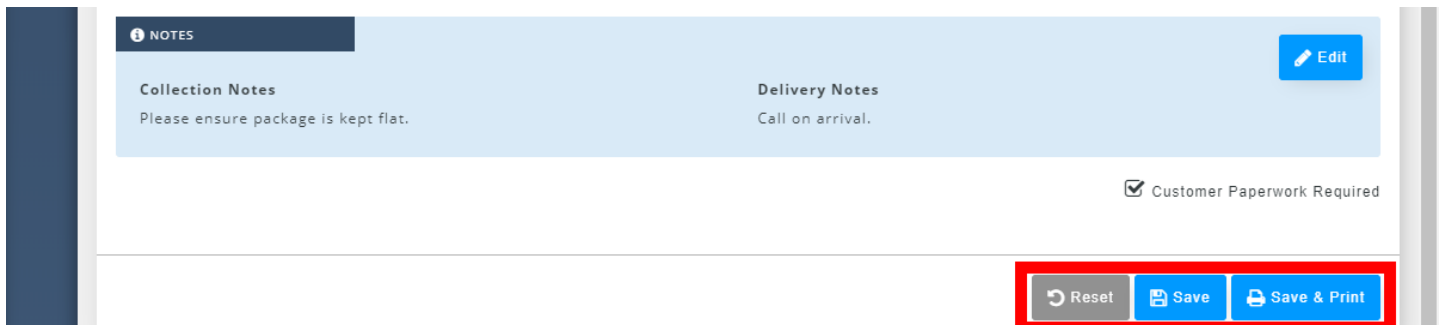 NOTES
Edit
Collection Notes
Please ensure package is kept flat.
Delivery Notes
Call on arrival.
Customer Paperwork Required
Reset
Save
Save & Print